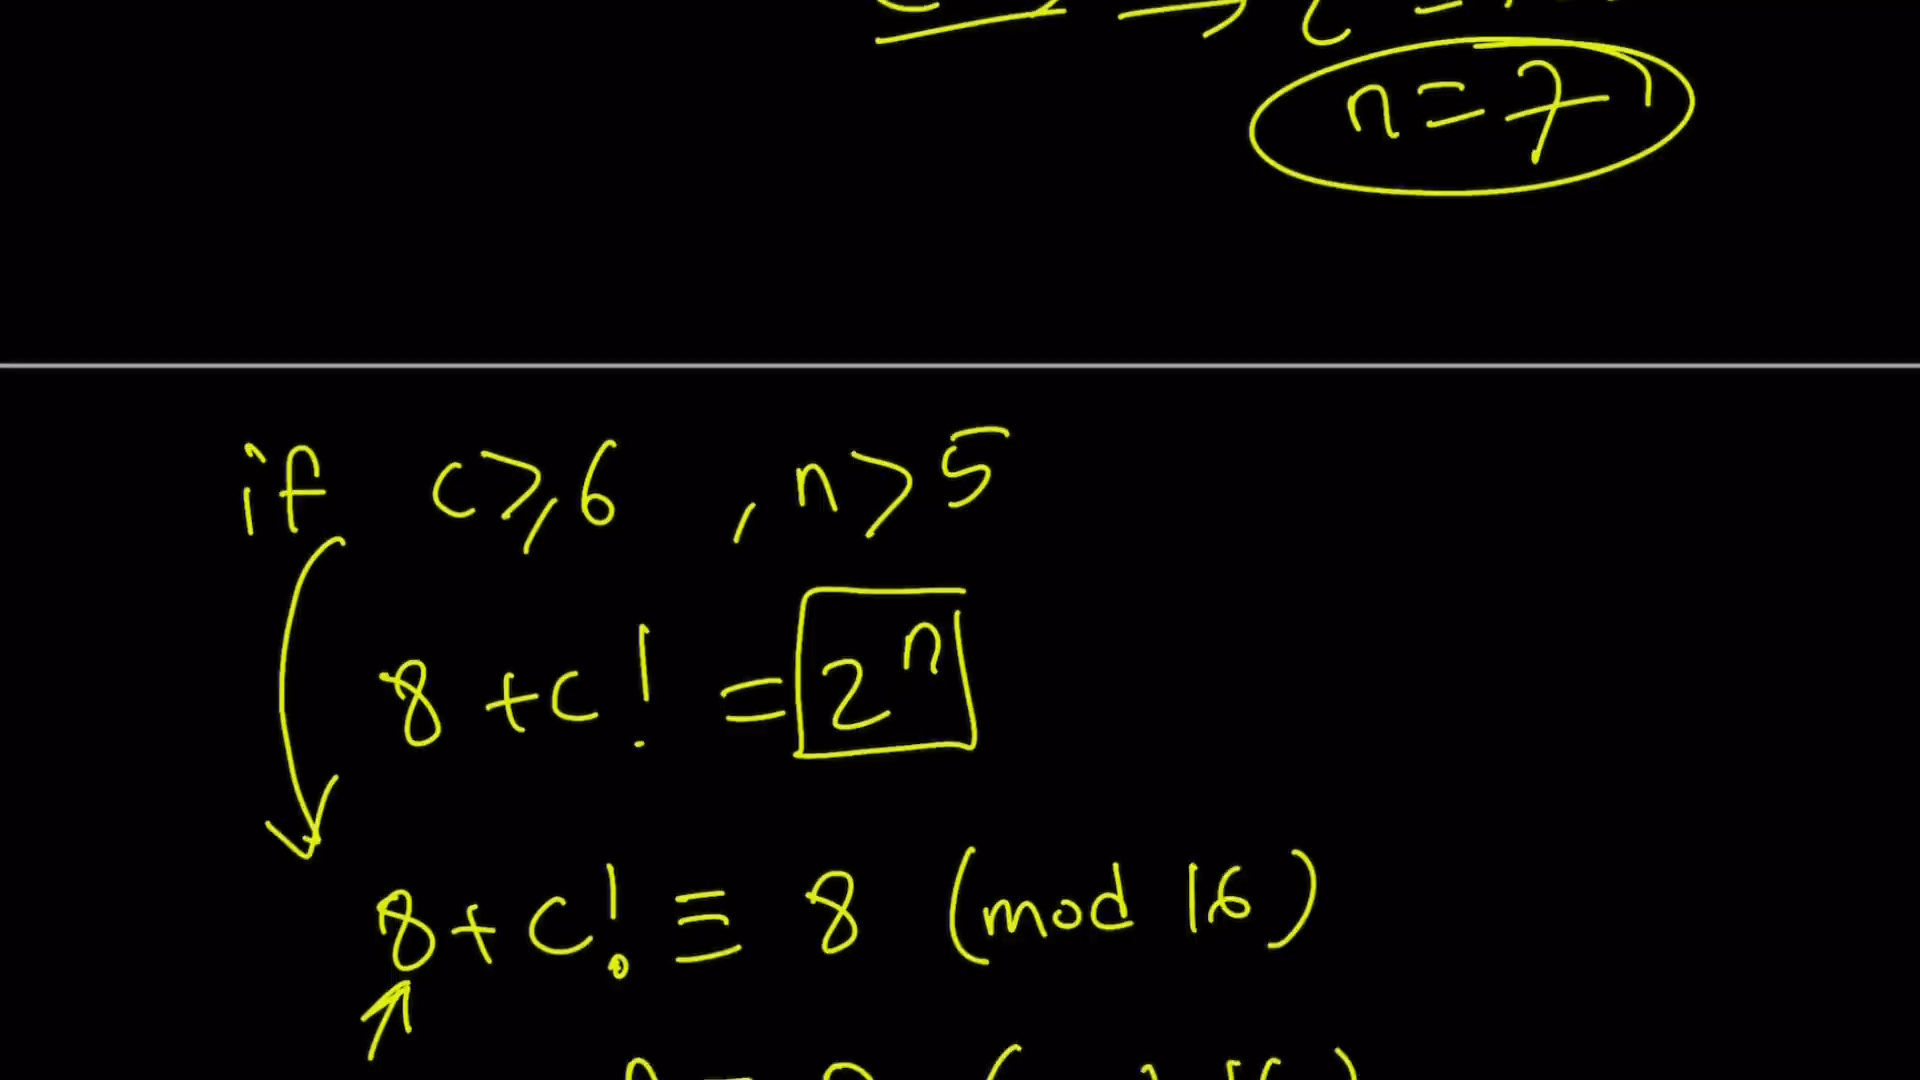 n=7
if c≥6 , n>5
8+c! = 2ⁿ
8+c! ≡ 8 (mod 16)